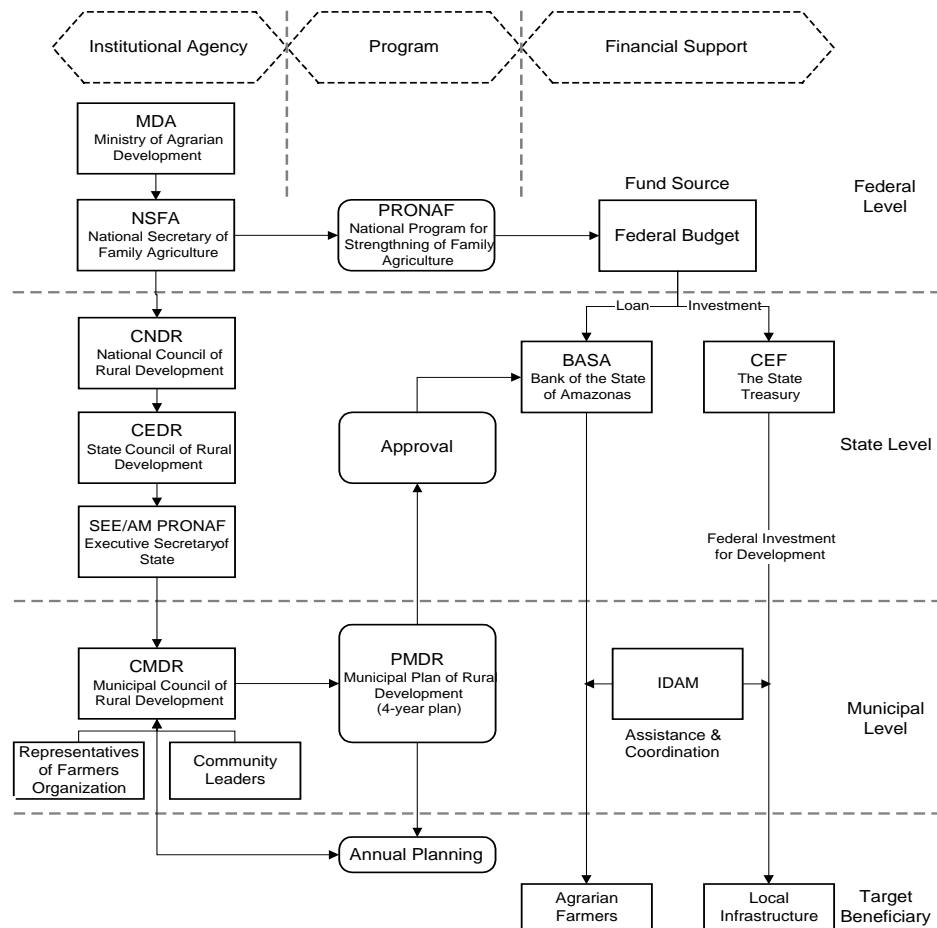 Institutional Agency
Program
Financial Support
MDA
Ministry of Agrarian
Development
Fund Source
Federal
Level
NSFA
National Secretary of
Family Agriculture
PRONAF
National Program for
Strengthning of Family
Agriculture
Federal Budget
Loan
Investment
CNDR
National Council of
Rural Development
BASA
Bank of the State
of Amazonas
CEF
The State
Treasury
CEDR
State Council of Rural
Development
Approval
State Level
SEE/AM PRONAF
Executive Secretaryof
State
Federal Investment
for Development
CMDR
Municipal Council of
Rural Development
PMDR
Municipal Plan of Rural
Development
(4-year plan)
IDAM
Municipal
Level
Assistance &
Coordination
Representatives
of Farmers
Organization
Community
Leaders
Annual Planning
Agrarian
Farmers
Local
Infrastructure
Target
Beneficiary